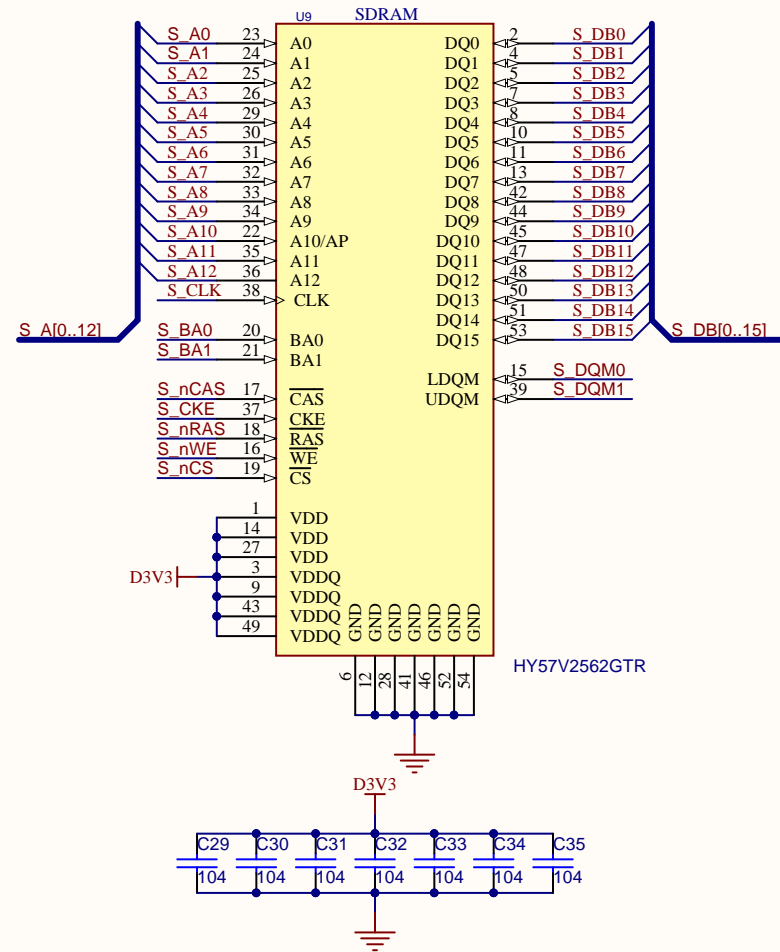 U9 SDRAM
S_A0 23 A0 DQ0 2 S_DB0
S_A1 24 A1 DQ1 4 S_DB1
S_A2 25 A2 DQ2 5 S_DB2
S_A3 26 A3 DQ3 7 S_DB3
S_A4 29 A4 DQ4 8 S_DB4
S_A5 30 A5 DQ5 10 S_DB5
S_A6 31 A6 DQ6 11 S_DB6
S_A7 32 A7 DQ7 13 S_DB7
S_A8 33 A8 DQ8 42 S_DB8
S_A9 34 A9 DQ9 44 S_DB9
S_A10 22 A10/AP DQ10 45 S_DB10
S_A11 35 A11 DQ11 47 S_DB11
S_A12 36 A12 DQ12 48 S_DB12
S_CLK 38 CLK DQ13 50 S_DB13
DQ14 51 S_DB14
S_A[0..12] S_BA0 20 BA0 DQ15 53 S_DB15 S_DB[0..15]
S_BA1 21 BA1
LDQM 15 S_DQM0
S_nCAS 17 CAS UDQM 39 S_DQM1
S_CKE 37 CKE
S_nRAS 18 RAS
S_nWE 16 WE
S_nCS 19 CS
1 VDD
14 VDD
27 VDD
D3V3 3 VDDQ
9 VDDQ
43 VDDQ
49 VDDQ
GND GND GND GND GND GND GND
6 12 28 41 46 52 54
HY57V2562GTR
D3V3
C29 C30 C31 C32 C33 C34 C35
104 104 104 104 104 104 104